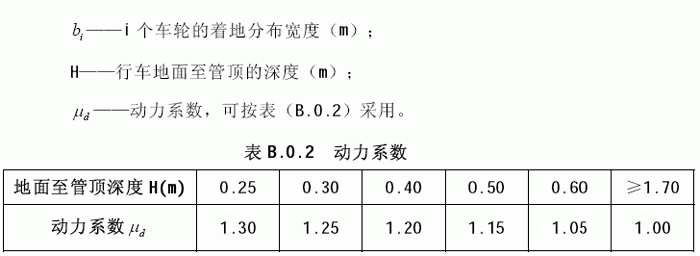 bi——i 个车轮的着地分布宽度(m);
H——行车地面至管顶的深度(m);
μd——动力系数,可按表(B.0.2)采用。
表 B.0.2 动力系数
地面至管顶深度 H(m) 0.25 0.30 0.40 0.50 0.60 ≥1.70
动力系数 μd 1.30 1.25 1.20 1.15 1.05 1.00